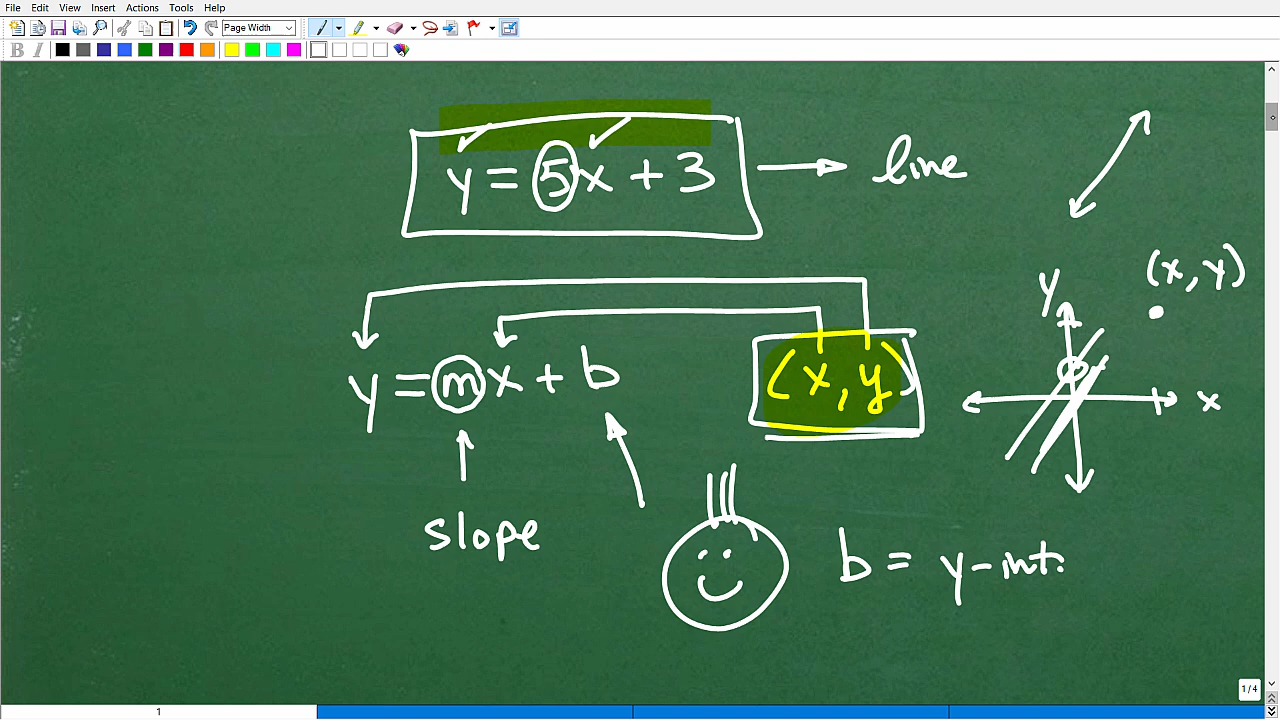 File Edit View Insert Actions Tools Help
Page Width
B I
y = 5x + 3 → line
(x, y)
y
y = mx + b
(x, y)
x
slope
b = y-int.
1/4
1